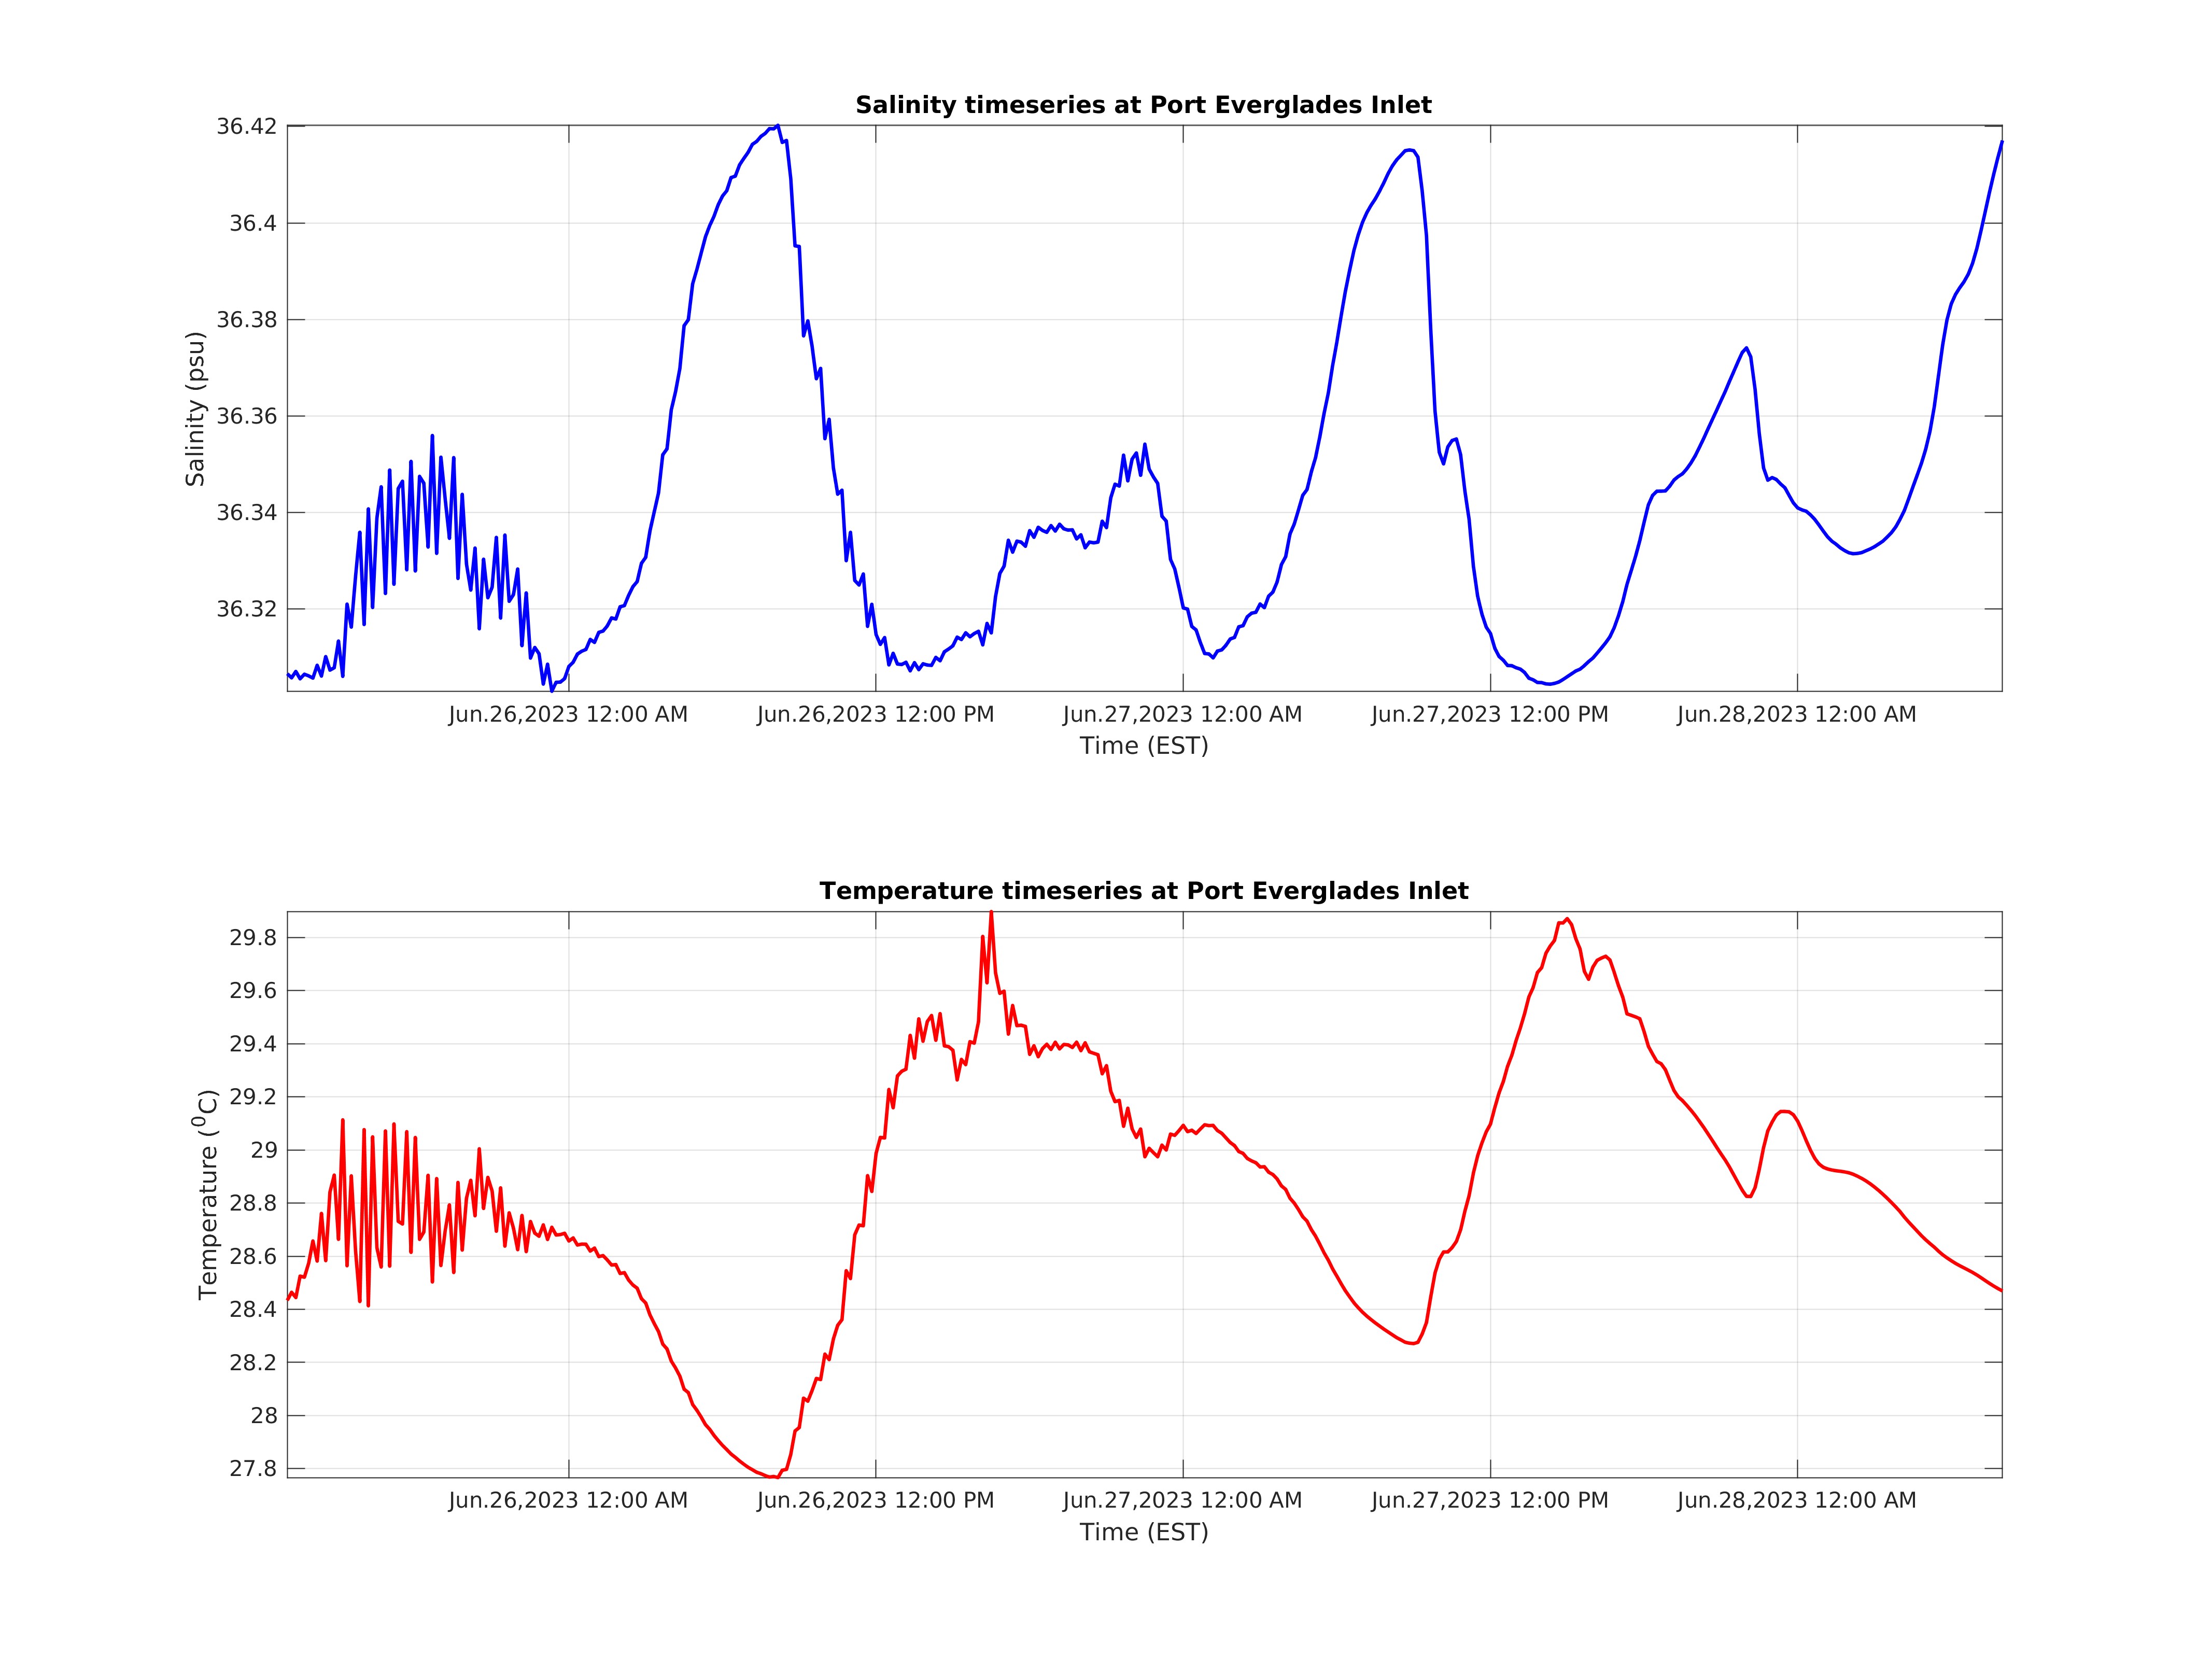 Salinity timeseries at Port Everglades Inlet
36.42
36.4
36.38
36.36
36.34
36.32
Salinity (psu)
Jun.26,2023 12:00 AM
Jun.26,2023 12:00 PM
Jun.27,2023 12:00 AM
Jun.27,2023 12:00 PM
Jun.28,2023 12:00 AM
Time (EST)
Temperature timeseries at Port Everglades Inlet
29.8
29.6
29.4
29.2
29
28.8
28.6
28.4
28.2
28
27.8
Temperature (⁰C)
Jun.26,2023 12:00 AM
Jun.26,2023 12:00 PM
Jun.27,2023 12:00 AM
Jun.27,2023 12:00 PM
Jun.28,2023 12:00 AM
Time (EST)